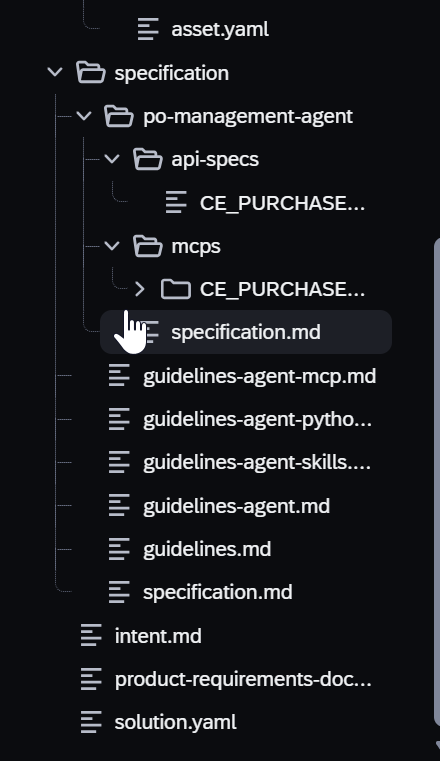 asset.yaml
specification
po-management-agent
api-specs
CE_PURCHASE...
mcps
CE_PURCHASE...
specification.md
guidelines-agent-mcp.md
guidelines-agent-pytho...
guidelines-agent-skills....
guidelines-agent.md
guidelines.md
specification.md
intent.md
product-requirements-doc...
solution.yaml